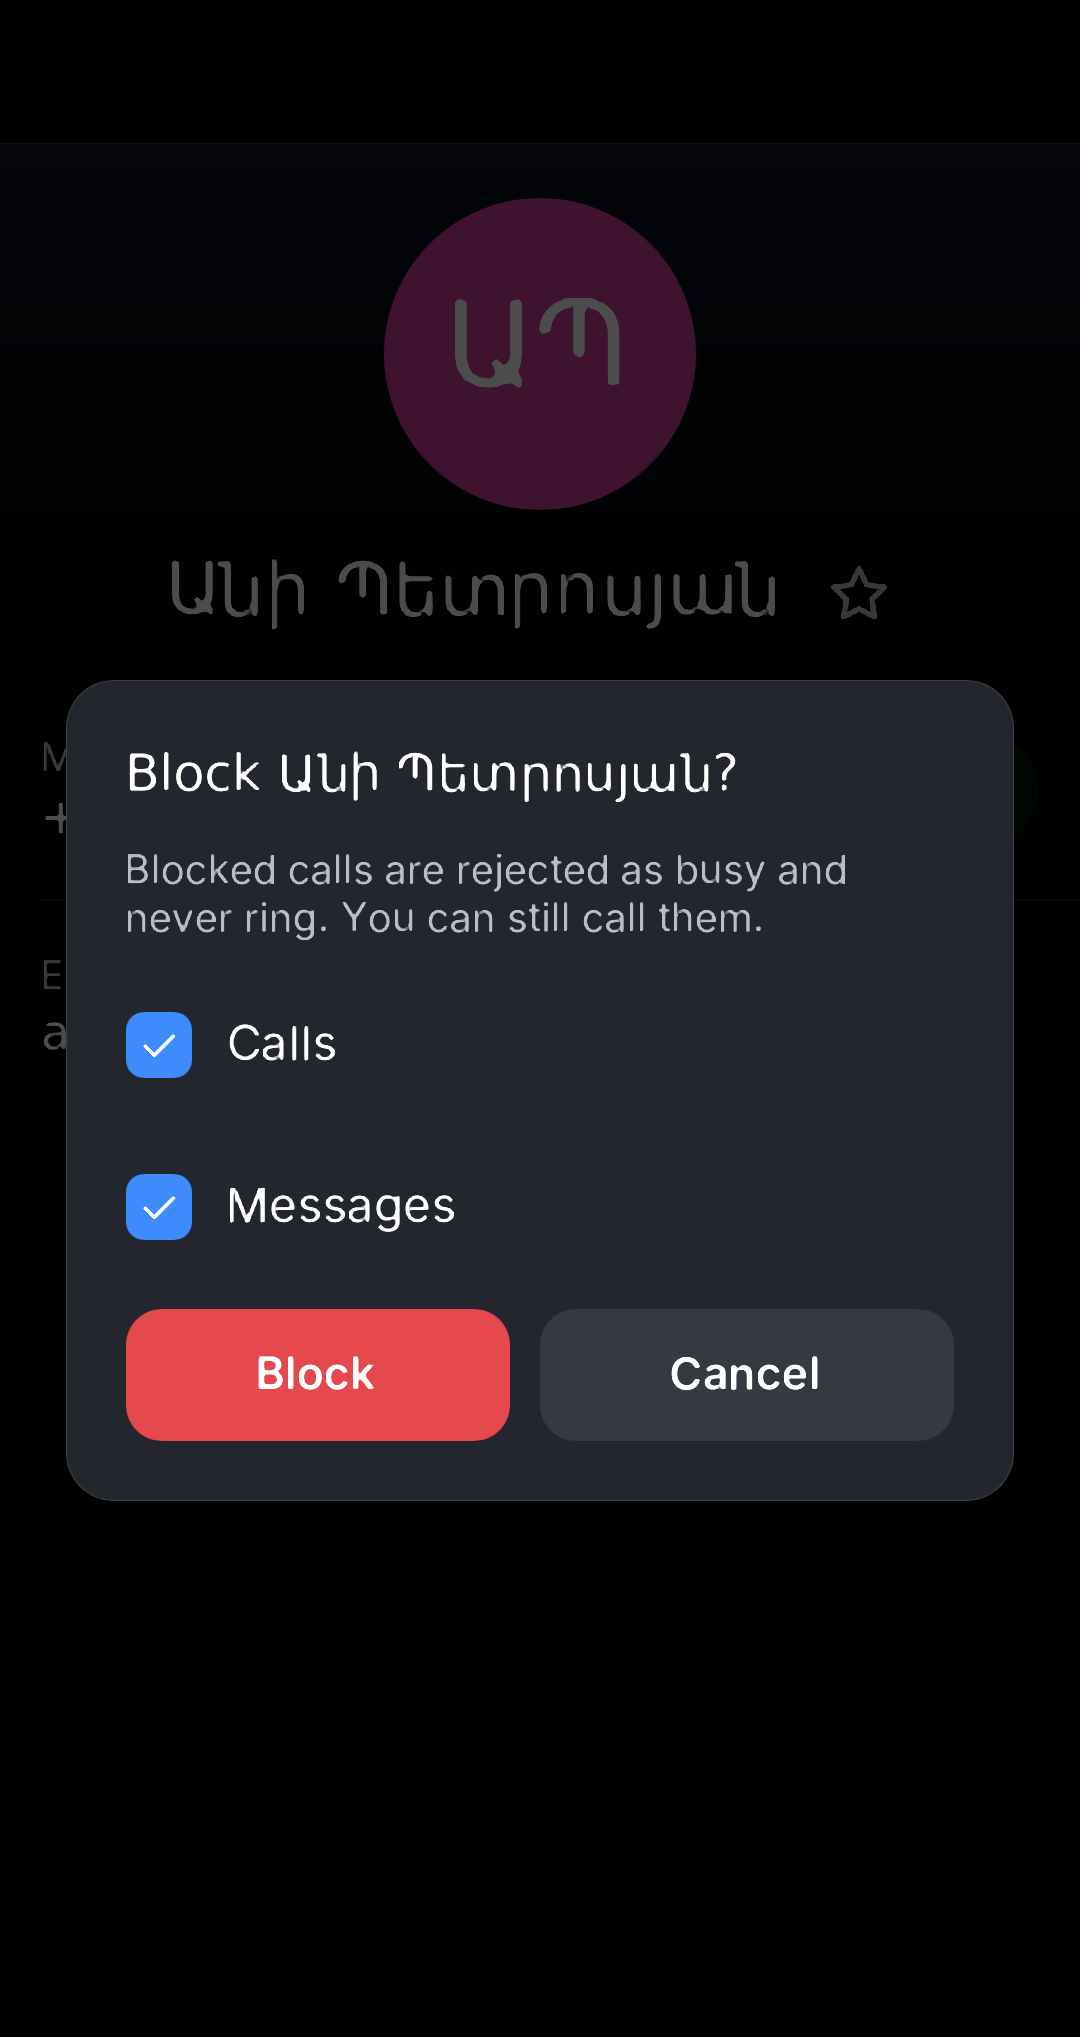 ԱՊ
Անի Պետրոսյան
Block Անի Պետրոսյան?
Blocked calls are rejected as busy and
never ring. You can still call them.
Calls
Messages
Block
Cancel